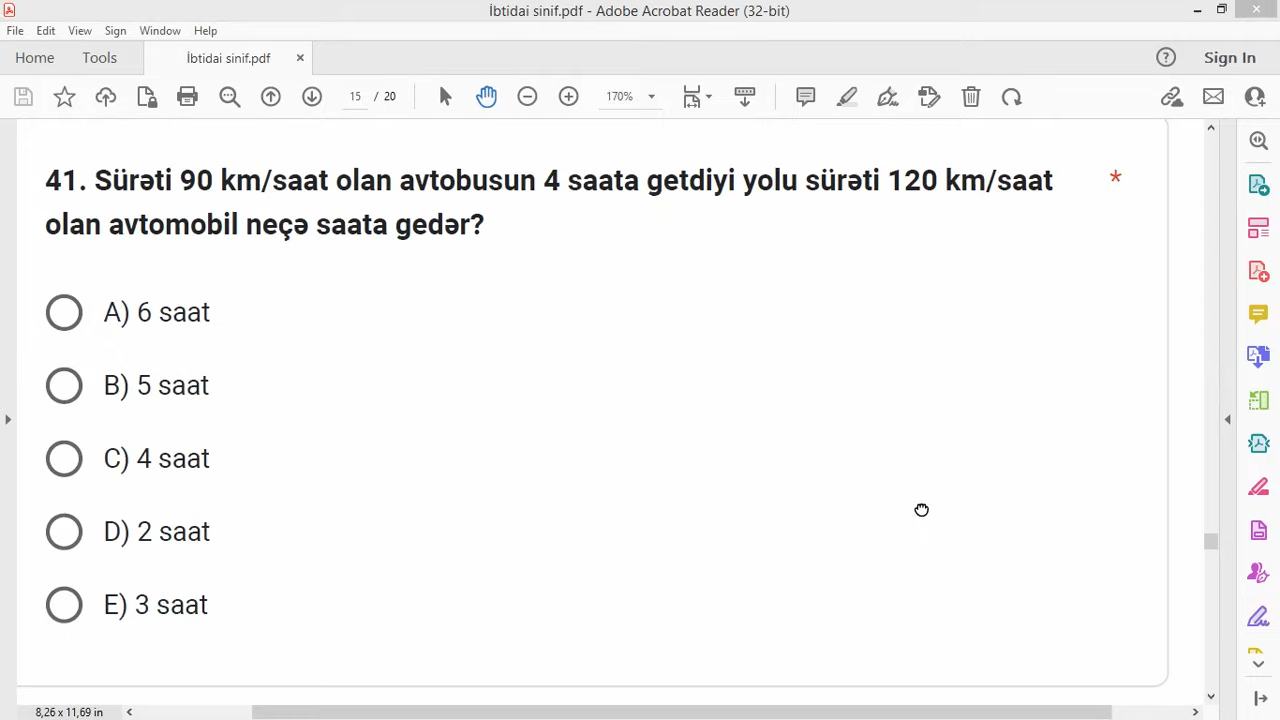 İbtidai sinif.pdf - Adobe Acrobat Reader (32-bit)
File Edit View Sign Window Help
Home Tools İbtidai sinif.pdf × Sign In
15 / 20 170%
41. Sürəti 90 km/saat olan avtobusun 4 saata getdiyi yolu sürəti 120 km/saat *
olan avtomobil neçə saata gedər?
A) 6 saat
B) 5 saat
C) 4 saat
D) 2 saat
E) 3 saat
8,26 x 11,69 in